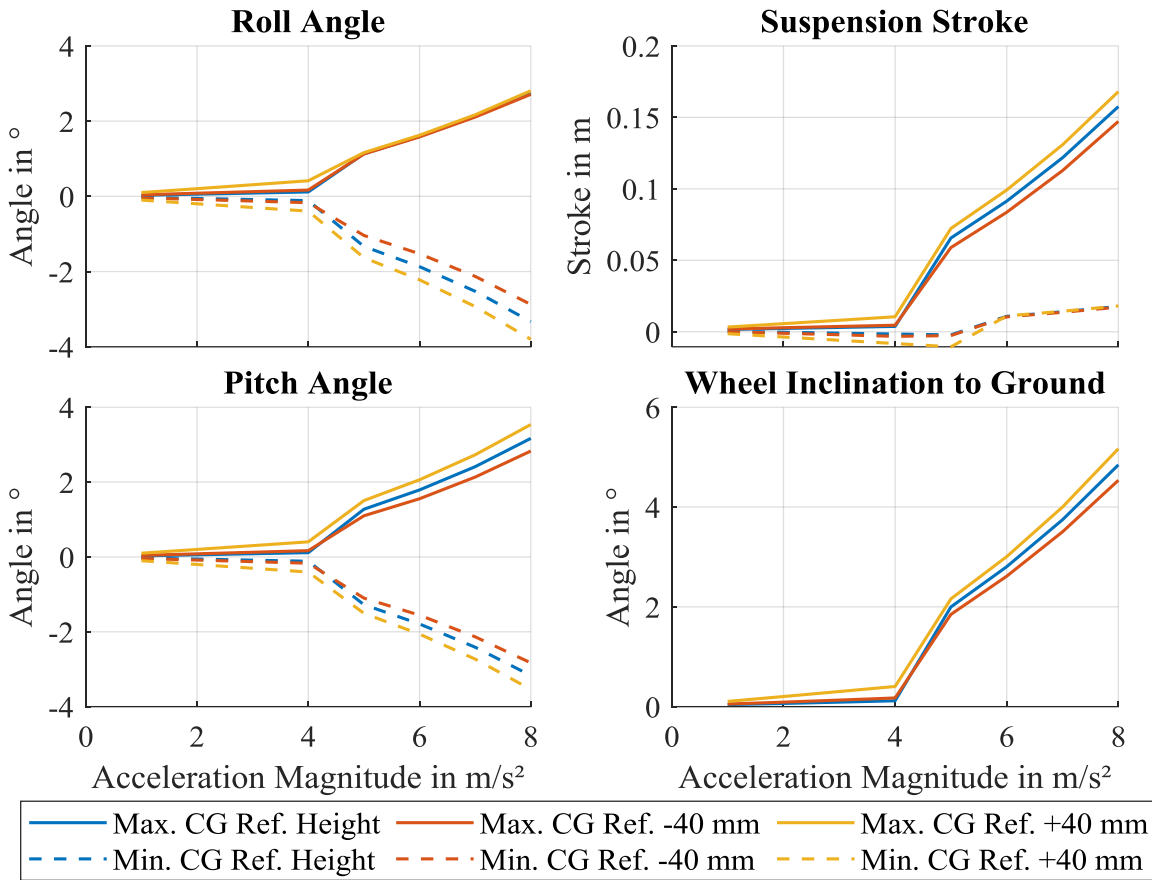 Roll Angle
Angle in °
4
2
0
-2
-4
Suspension Stroke
Stroke in m
0.2
0.15
0.1
0.05
0
Pitch Angle
Angle in °
4
2
0
-2
-4
0 2 4 6 8
Acceleration Magnitude in m/s²
Wheel Inclination to Ground
Angle in °
6
4
2
0
0 2 4 6 8
Acceleration Magnitude in m/s²
Max. CG Ref. Height Max. CG Ref. -40 mm Max. CG Ref. +40 mm
Min. CG Ref. Height Min. CG Ref. -40 mm Min. CG Ref. +40 mm